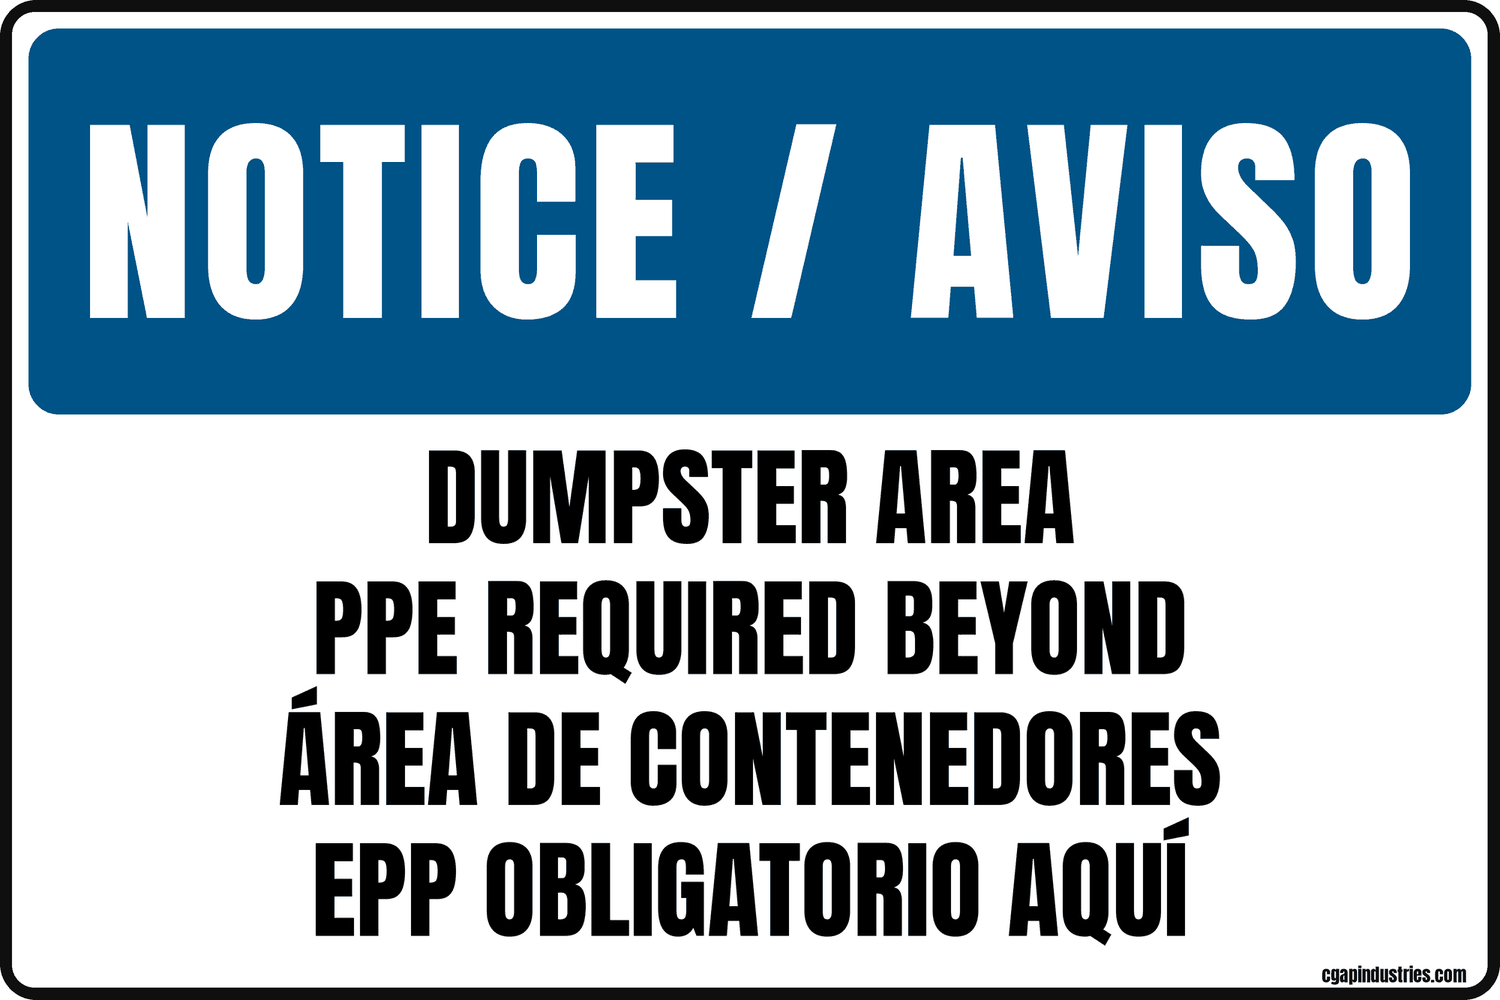 NOTICE / AVISO
DUMPSTER AREA
PPE REQUIRED BEYOND
ÁREA DE CONTENEDORES
EPP OBLIGATORIO AQUÍ
cgapindustries.com